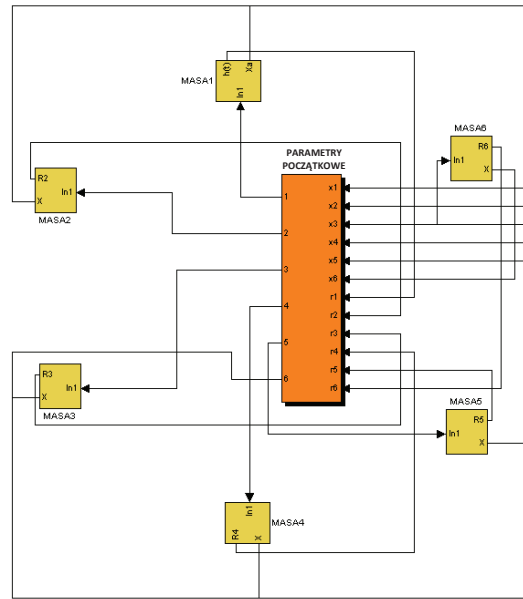 h(t)
Xa
MASA1
In1
PARAMETRY
POCZĄTKOWE
MASA6
R6
In1
X
R2
In1
X
MASA2
1
2
3
4
5
6
x1
x2
x3
x4
x5
x6
r1
r2
r3
r4
r5
r6
R3
In1
X
MASA3
MASA5
R5
In1
X
In1
MASA4
R4
X